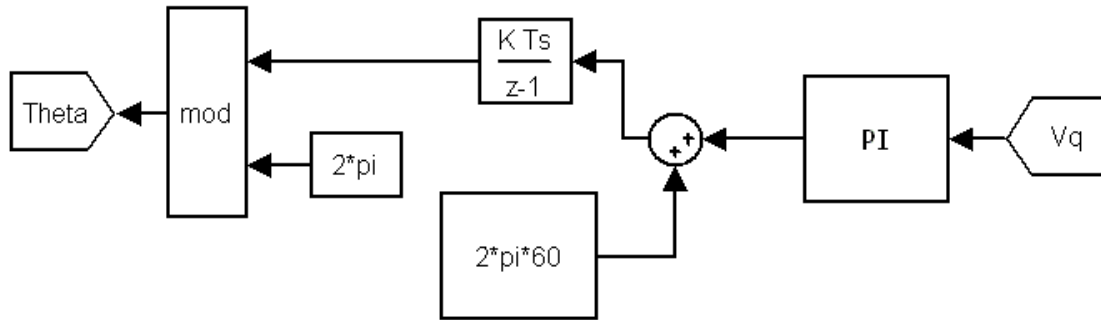 K Ts
z-1
Theta
mod
2*pi
+
+
2*pi*60
PI
Vq